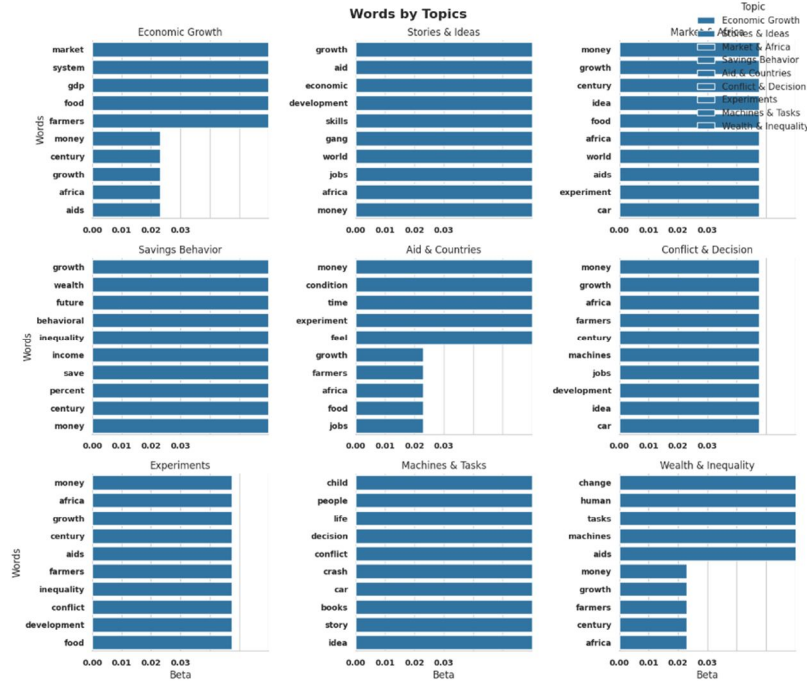 Words by Topics
Topic
Economic Growth
Stories & Ideas
Market & Africa
Savings Behavior
Aid & Countries
Conflict & Decision
Experiments
Machines & Tasks
Wealth & Inequality
Economic Growth
Words
market
system
gdp
food
farmers
money
century
growth
africa
aids
0.00 0.01 0.02 0.03
Stories & Ideas
growth
aid
economic
development
skills
gang
world
jobs
africa
money
0.00 0.01 0.02 0.03
Market & Africa
money
growth
century
idea
food
africa
world
aids
experiment
car
0.00 0.01 0.02 0.03
Savings Behavior
Words
growth
wealth
future
behavioral
inequality
income
save
percent
century
money
0.00 0.01 0.02 0.03
Aid & Countries
money
condition
time
experiment
feel
growth
farmers
africa
food
jobs
0.00 0.01 0.02 0.03
Conflict & Decision
money
growth
africa
farmers
century
machines
jobs
development
idea
car
0.00 0.01 0.02 0.03
Experiments
Words
money
africa
growth
century
aids
farmers
inequality
conflict
development
food
0.00 0.01 0.02 0.03
Beta
Machines & Tasks
child
people
life
decision
conflict
crash
car
books
story
idea
0.00 0.01 0.02 0.03
Beta
Wealth & Inequality
change
human
tasks
machines
aids
money
growth
farmers
century
africa
0.00 0.01 0.02 0.03
Beta